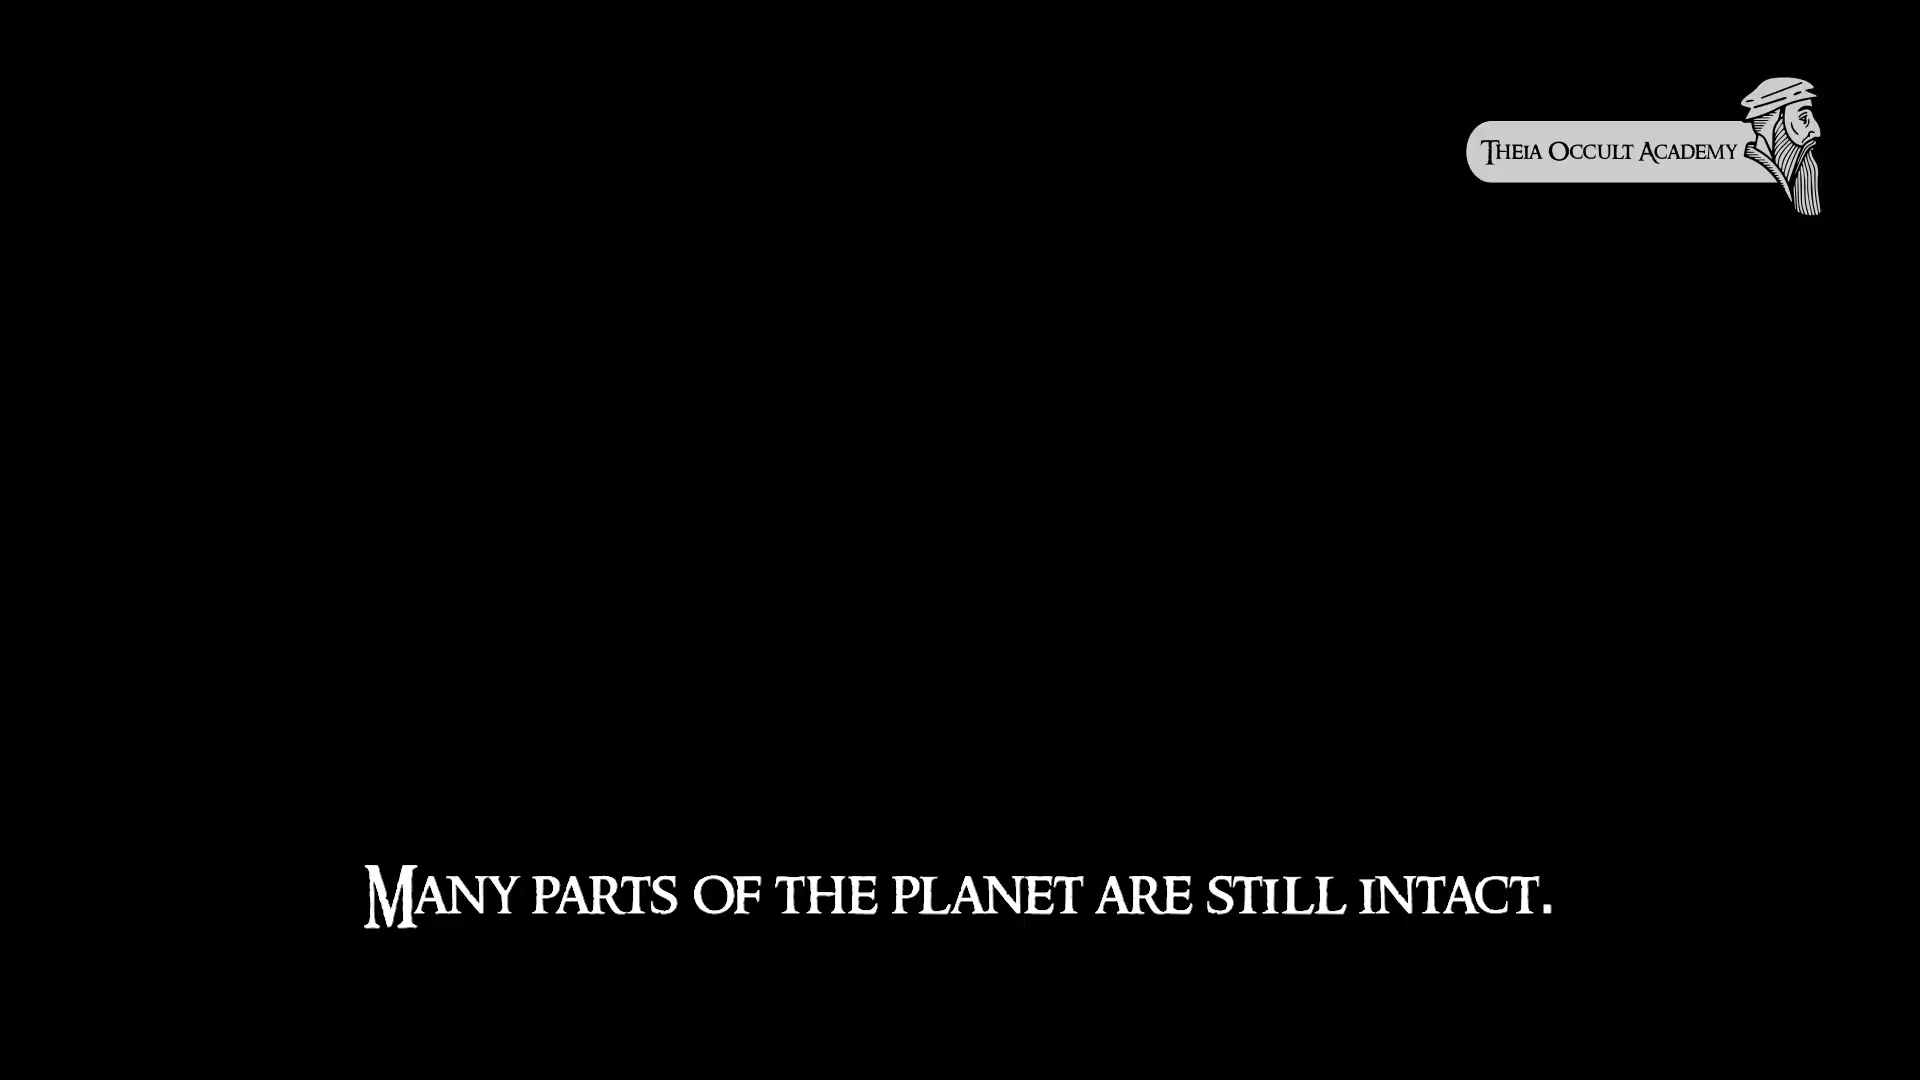 Theia Occult Academy
Many parts of the planet are still intact.